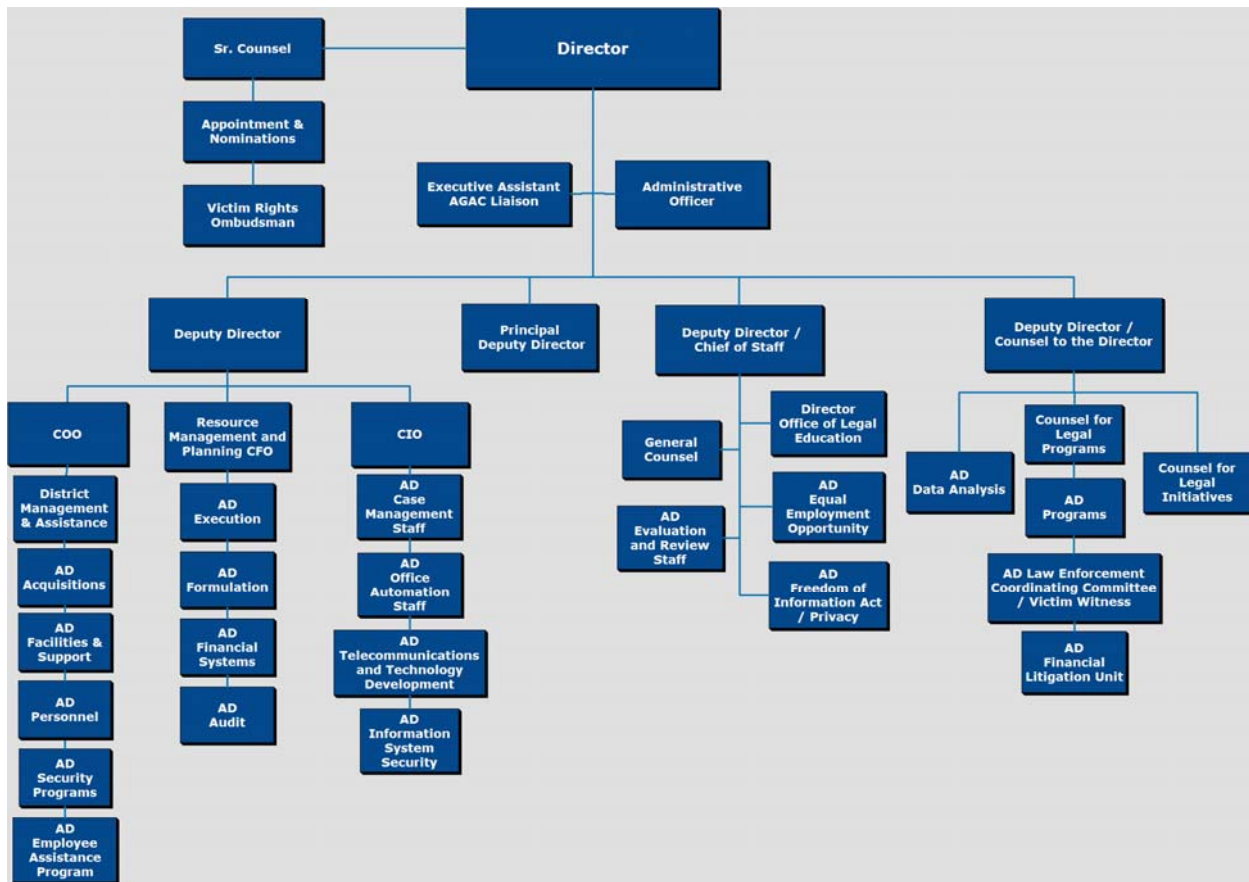 Director
Sr. Counsel
Appointment &
Nominations
Victim Rights
Ombudsman
Executive Assistant
AGAC Liaison
Administrative
Officer
Deputy Director
Principal
Deputy Director
Deputy Director /
Chief of Staff
Deputy Director /
Counsel to the Director
COO
District
Management
& Assistance
AD
Acquisitions
AD
Facilities &
Support
AD
Personnel
AD
Security
Programs
AD
Employee
Assistance
Program
Resource
Management and
Planning CFO
AD
Execution
AD
Formulation
AD
Financial
Systems
AD
Audit
CIO
AD
Case
Management
Staff
AD
Office
Automation
Staff
AD
Telecommunications
and Technology
Development
AD
Information
System
Security
General
Counsel
AD
Evaluation
and Review
Staff
Director
Office of Legal
Education
AD
Equal
Employment
Opportunity
AD
Freedom of
Information Act
/ Privacy
AD
Data Analysis
Counsel for
Legal
Programs
AD
Programs
AD Law Enforcement
Coordinating Committee
/ Victim Witness
AD
Financial
Litigation Unit
Counsel for
Legal
Initiatives